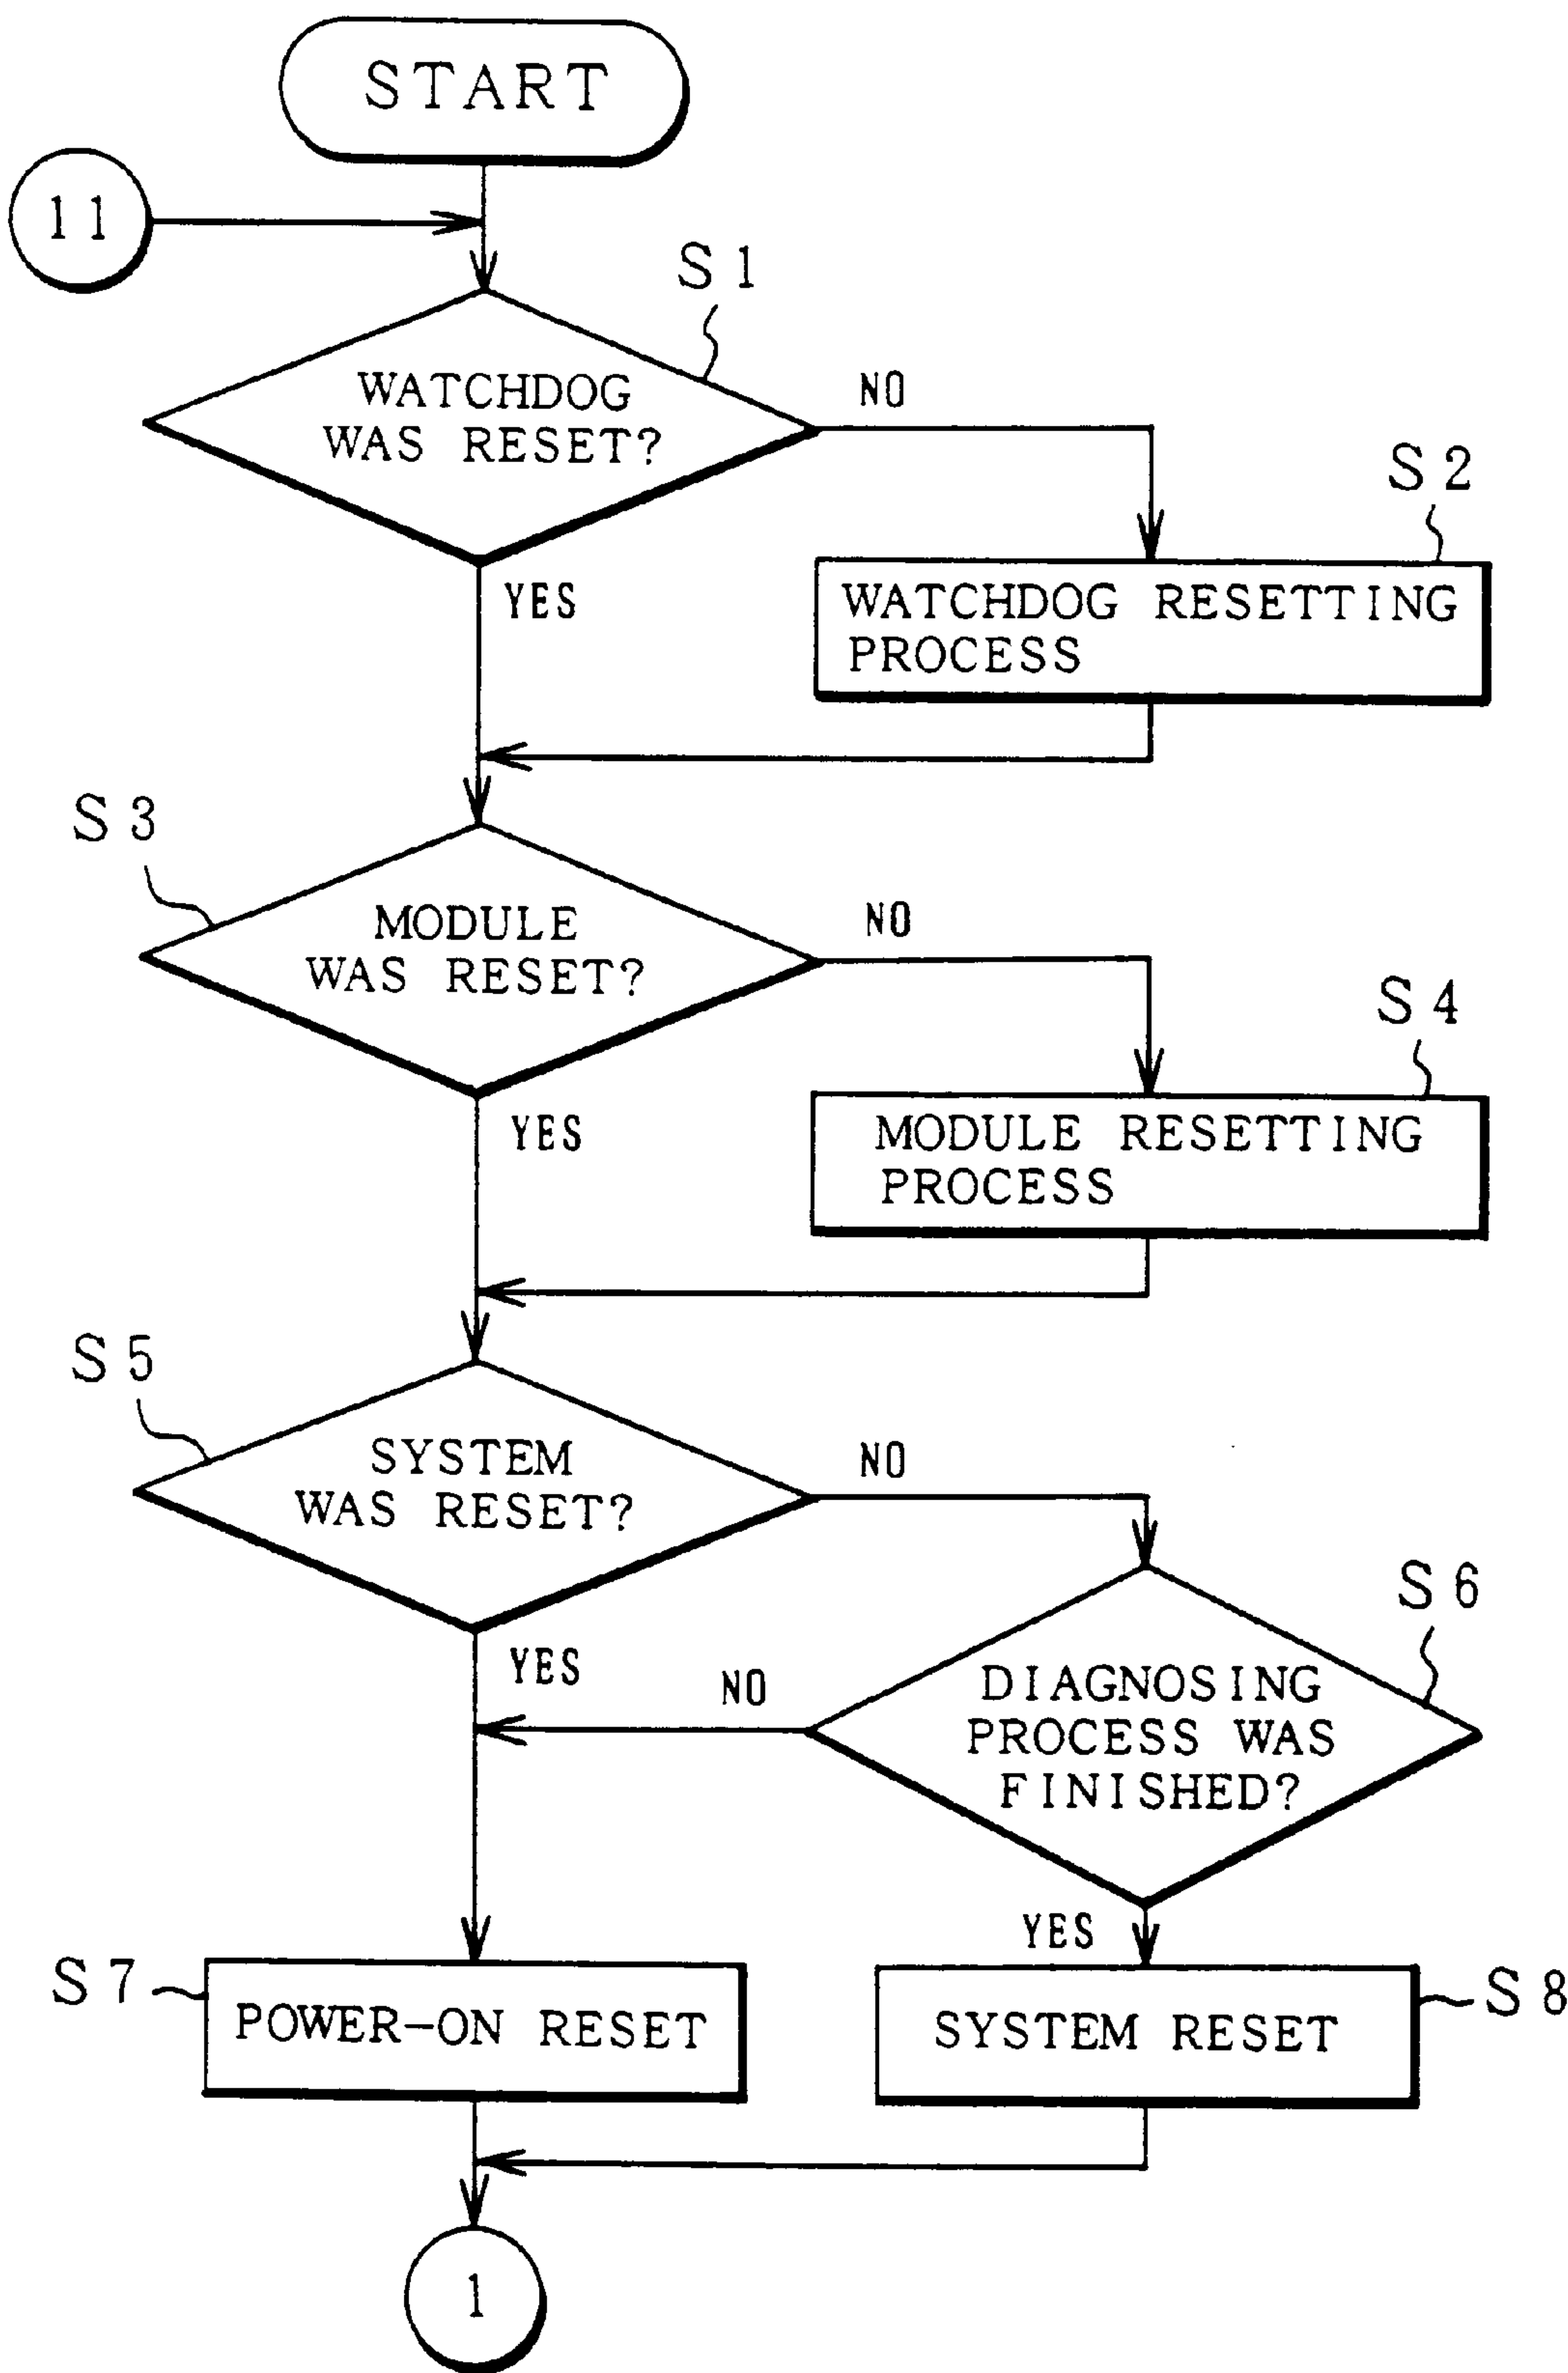 START
11
S1
WATCHDOG
WAS RESET?
NO
YES
S2
WATCHDOG RESETTING
PROCESS
S3
MODULE
WAS RESET?
NO
YES
S4
MODULE RESETTING
PROCESS
S5
SYSTEM
WAS RESET?
NO
YES
S6
DIAGNOSING
PROCESS WAS
FINISHED?
NO
YES
S7
POWER-ON RESET
S8
SYSTEM RESET
1